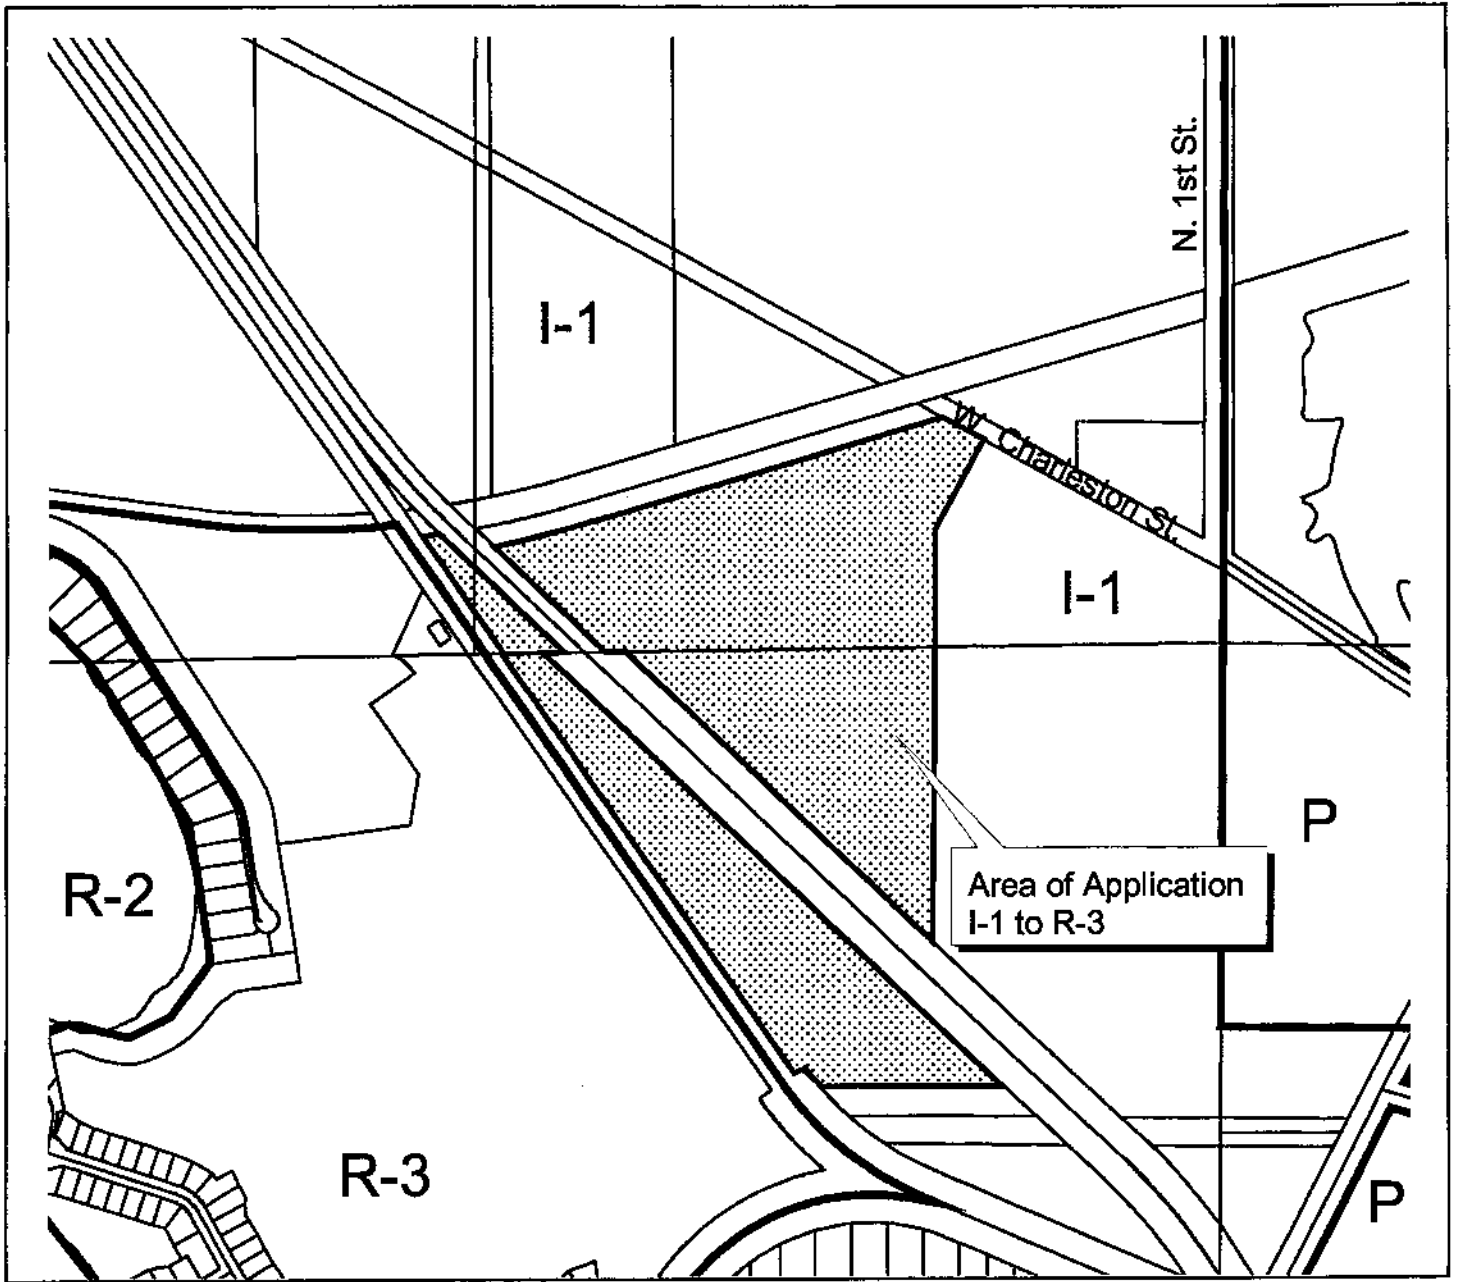 N. 1st St.
I-1
W Charleston St.
I-1
P
Area of Application
I-1 to R-3
R-2
R-3
P